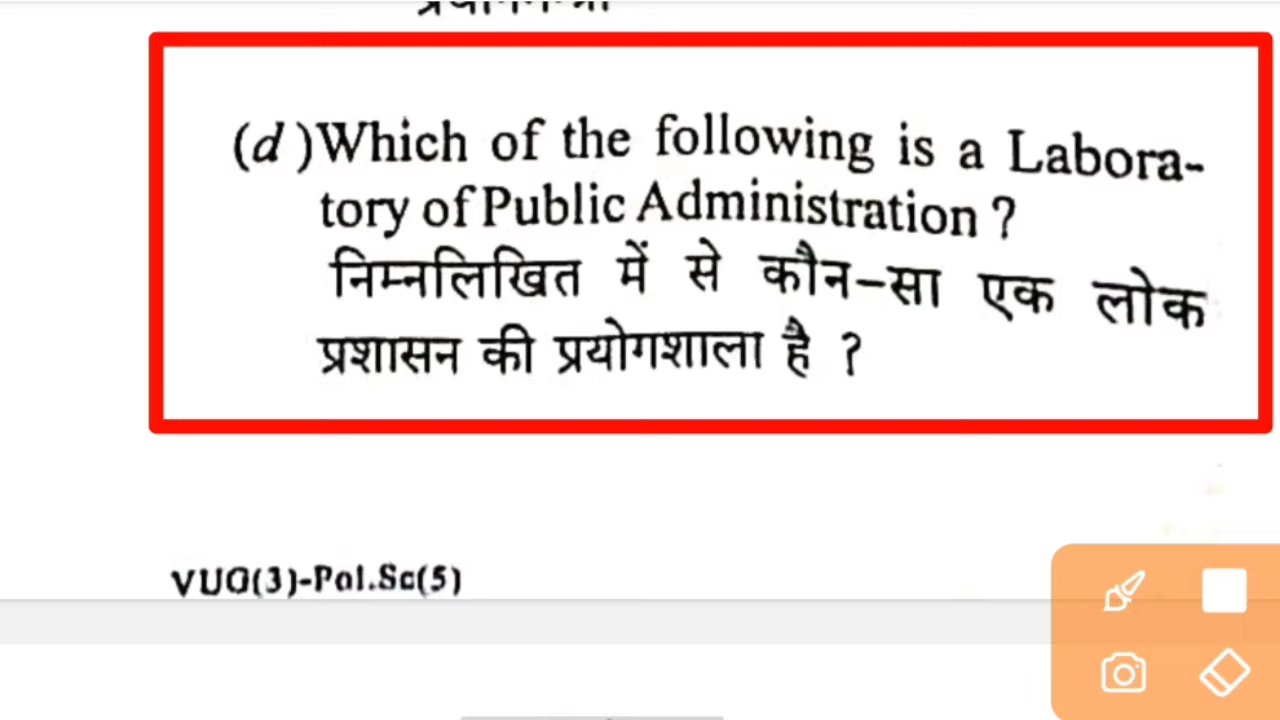 (d) Which of the following is a Labora-
tory of Public Administration ?
निम्नलिखित में से कौन-सा एक लोक
प्रशासन की प्रयोगशाला है ?
VUG(3)-Pol.Sc(5)